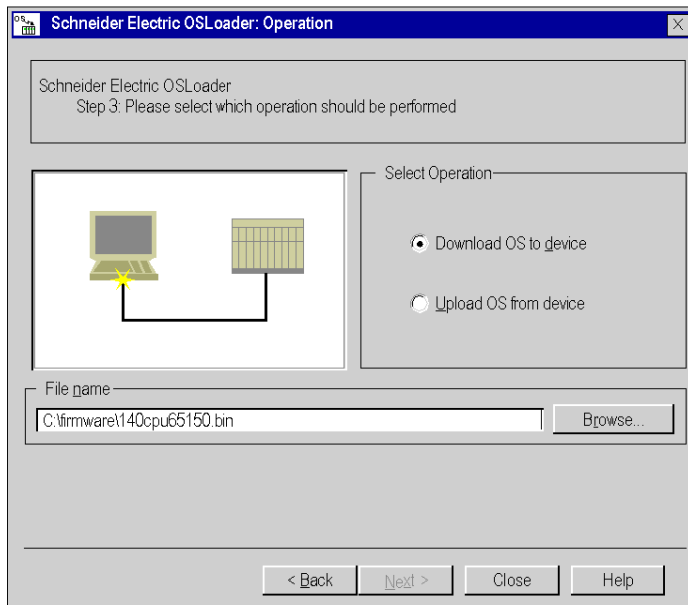 OS
Schneider Electric OSLoader: Operation
Schneider Electric OSLoader
Step 3: Please select which operation should be performed
Select Operation
Download OS to device
Upload OS from device
File name
C:\firmware\140cpu65150.bin
Browse...
< Back
Next >
Close
Help